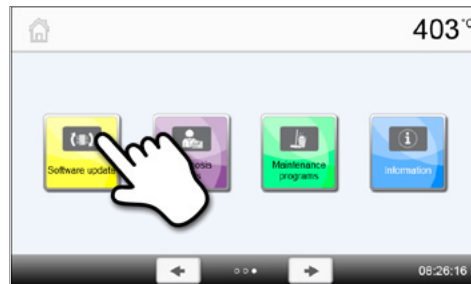 403 °C
Software update
Maintenance
programs
Information
08:26:16